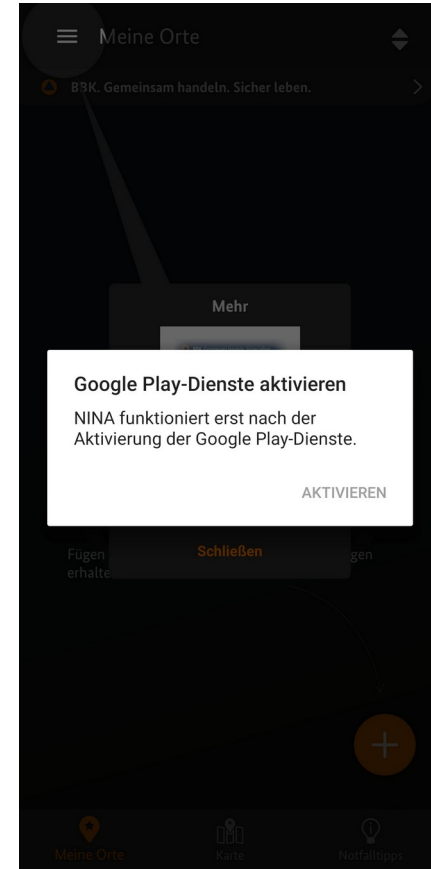 Meine Orte
BBK. Gemeinsam handeln. Sicher leben.
Mehr
Google Play-Dienste aktivieren
NINA funktioniert erst nach der
Aktivierung der Google Play-Dienste.
AKTIVIEREN
Fügen
gen
erhalte
Schließen
Meine Orte
Karte
Notfalltipps